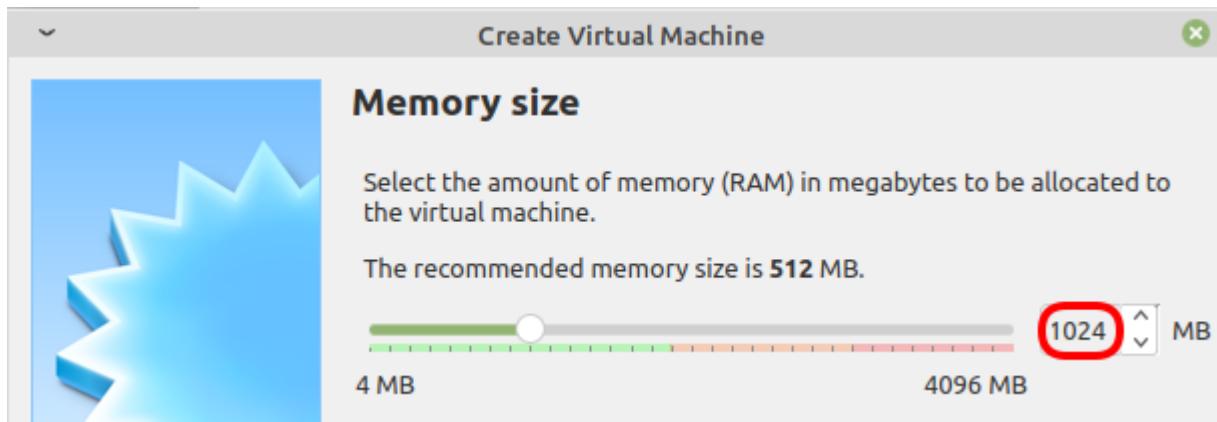 Create Virtual Machine
Memory size
Select the amount of memory (RAM) in megabytes to be allocated to
the virtual machine.
The recommended memory size is 512 MB.
1024 MB
4 MB 4096 MB